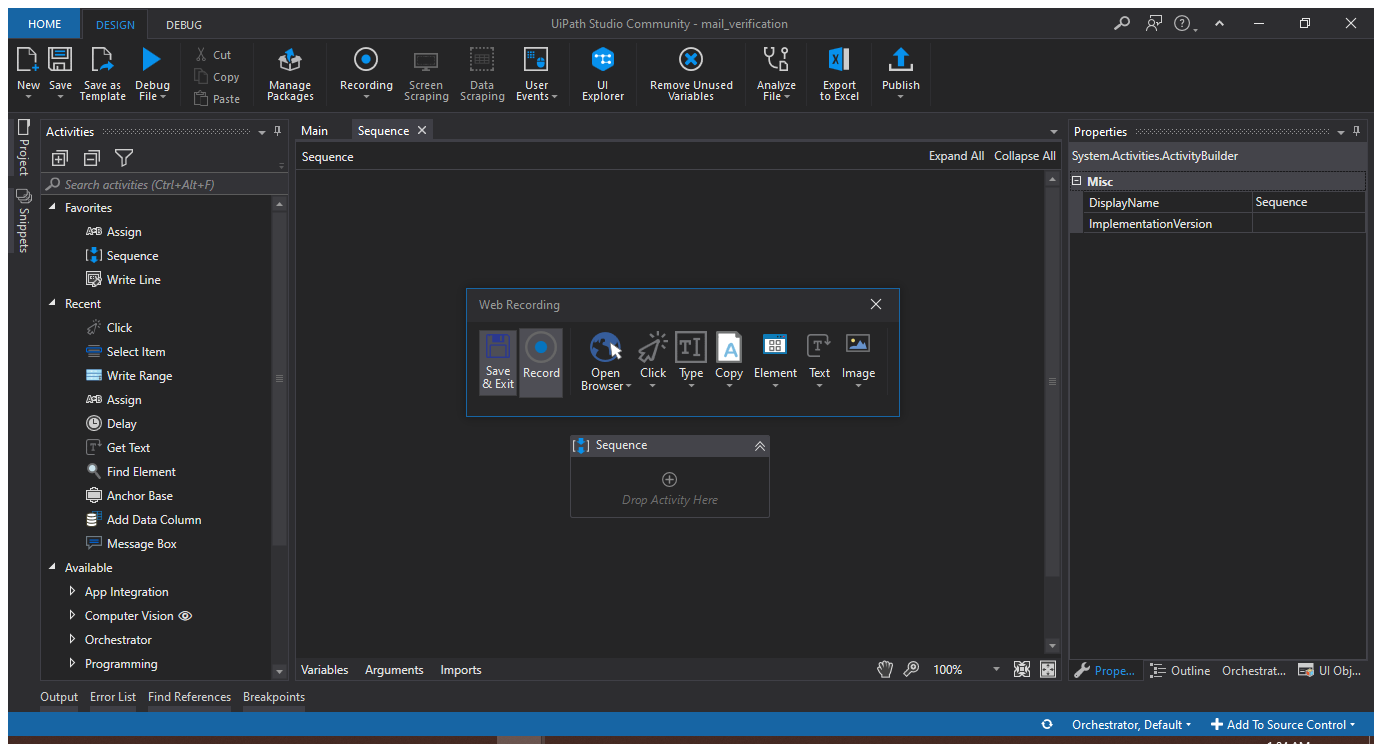 HOME
DESIGN
DEBUG
UiPath Studio Community - mail_verification
New
Save
Save as
Template
Debug
File
Cut
Copy
Paste
Manage
Packages
Recording
Screen
Scraping
Data
Scraping
User
Events
UI
Explorer
Remove Unused
Variables
Analyze
File
Export
to Excel
Publish
Project
Snippets
Activities
Search activities (Ctrl+Alt+F)
Favorites
Assign
Sequence
Write Line
Recent
Click
Select Item
Write Range
Assign
Delay
Get Text
Find Element
Anchor Base
Add Data Column
Message Box
Available
App Integration
Computer Vision
Orchestrator
Programming
Main
Sequence
Sequence
Expand All
Collapse All
Web Recording
Save
& Exit
Record
Open
Browser
Click
Type
Copy
Element
Text
Image
Sequence
Drop Activity Here
Variables
Arguments
Imports
100%
Properties
System.Activities.ActivityBuilder
Misc
DisplayName
Sequence
ImplementationVersion
Prope...
Outline
Orchestrat...
UI Obj...
Output
Error List
Find References
Breakpoints
Orchestrator, Default
Add To Source Control